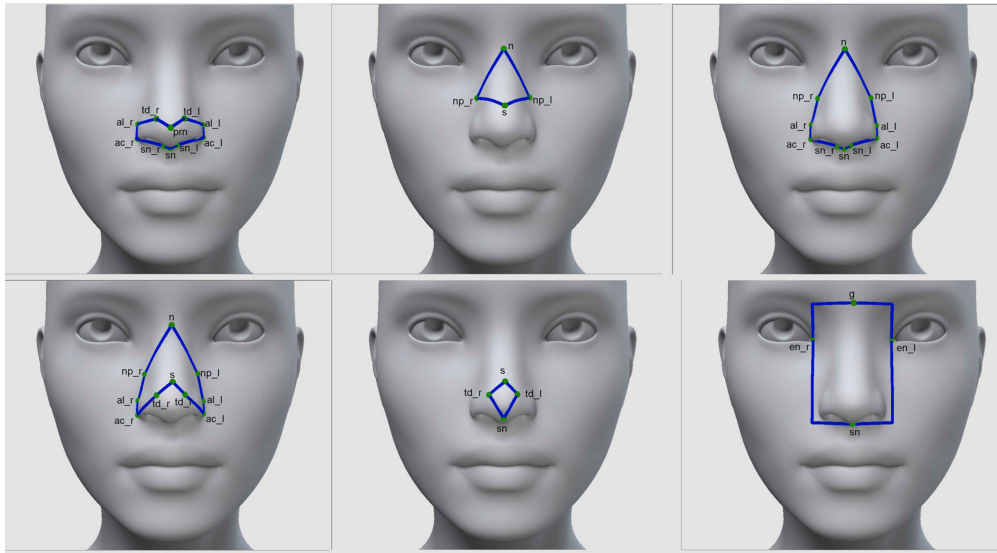 td_r td_l
al_r al_l
prn
ac_r ac_l
sn_r sn_l
sn
n
np_r np_l
s
n
np_r np_l
al_r al_l
ac_r ac_l
sn_r sn_l
sn
n
s
np_r np_l
al_r td_r td_l al_l
ac_r ac_l
s
td_r td_l
sn
g
en_r en_l
sn